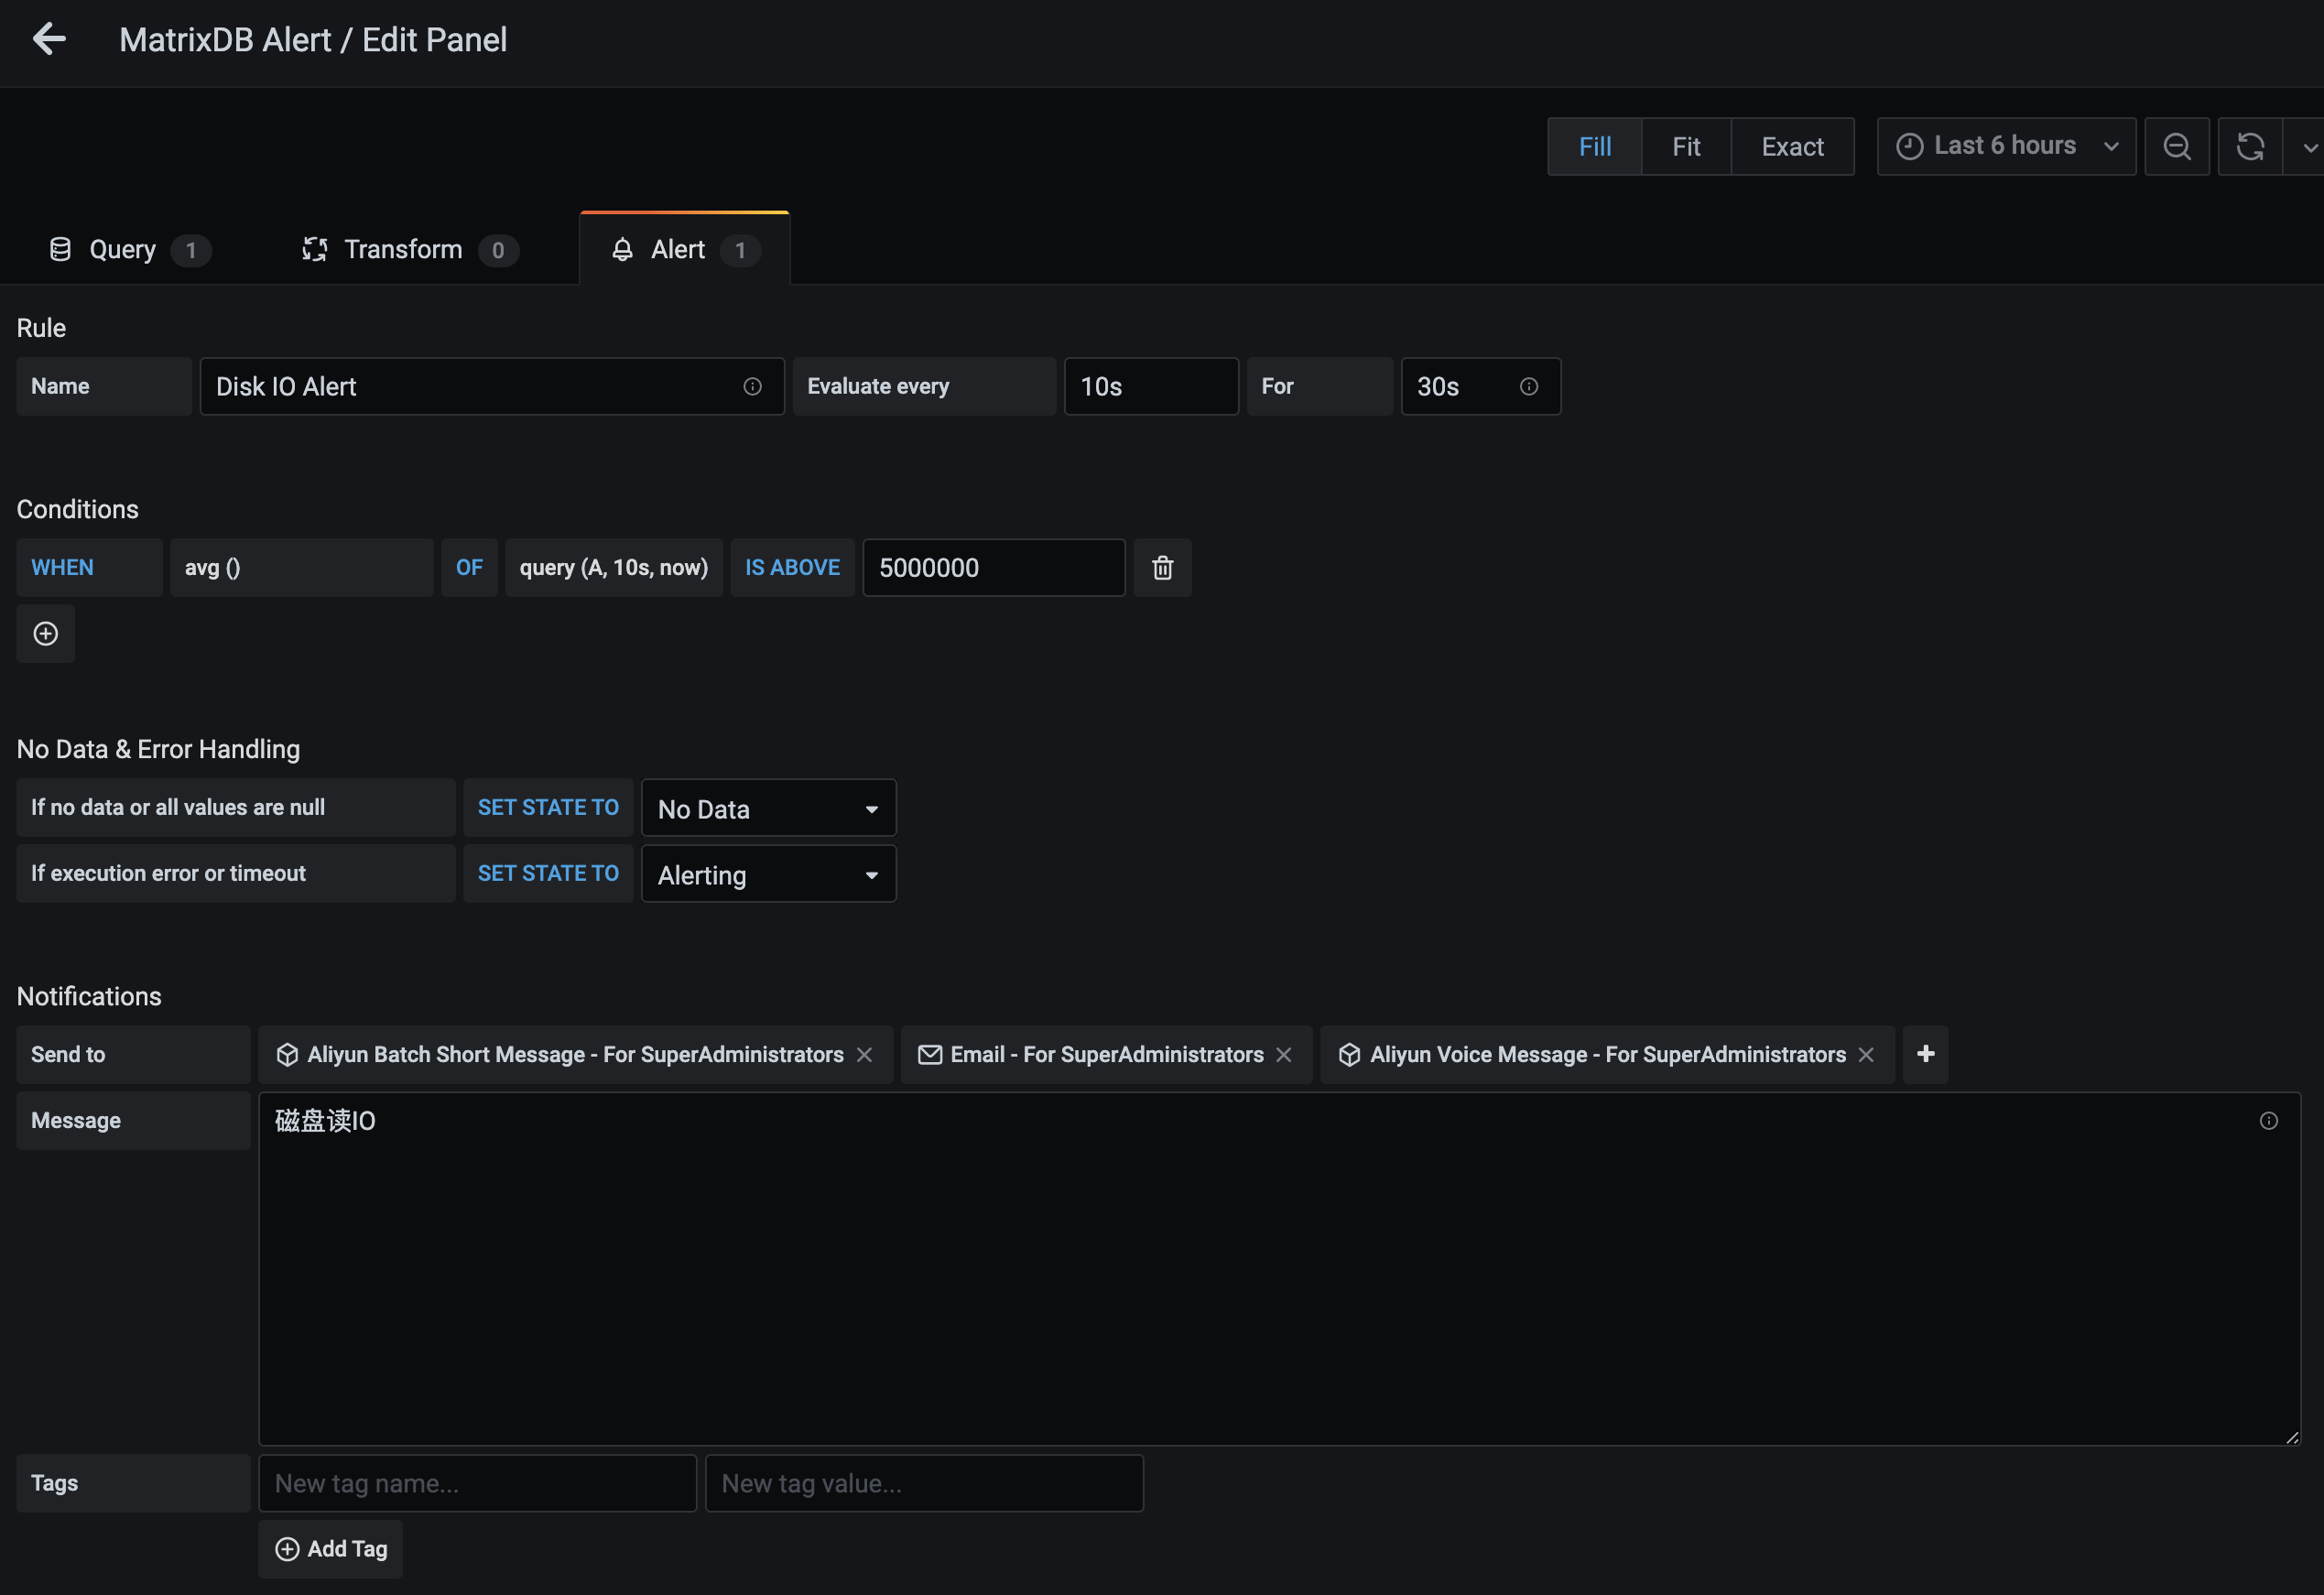 MatrixDB Alert / Edit Panel
Fill Fit Exact Last 6 hours
Query 1 Transform 0 Alert 1
Rule
Name Disk IO Alert Evaluate every 10s For 30s
Conditions
WHEN avg () OF query (A, 10s, now) IS ABOVE 5000000
No Data & Error Handling
If no data or all values are null SET STATE TO No Data
If execution error or timeout SET STATE TO Alerting
Notifications
Send to Aliyun Batch Short Message - For SuperAdministrators Email - For SuperAdministrators Aliyun Voice Message - For SuperAdministrators
Message 磁盘读IO
Tags New tag name... New tag value...
Add Tag